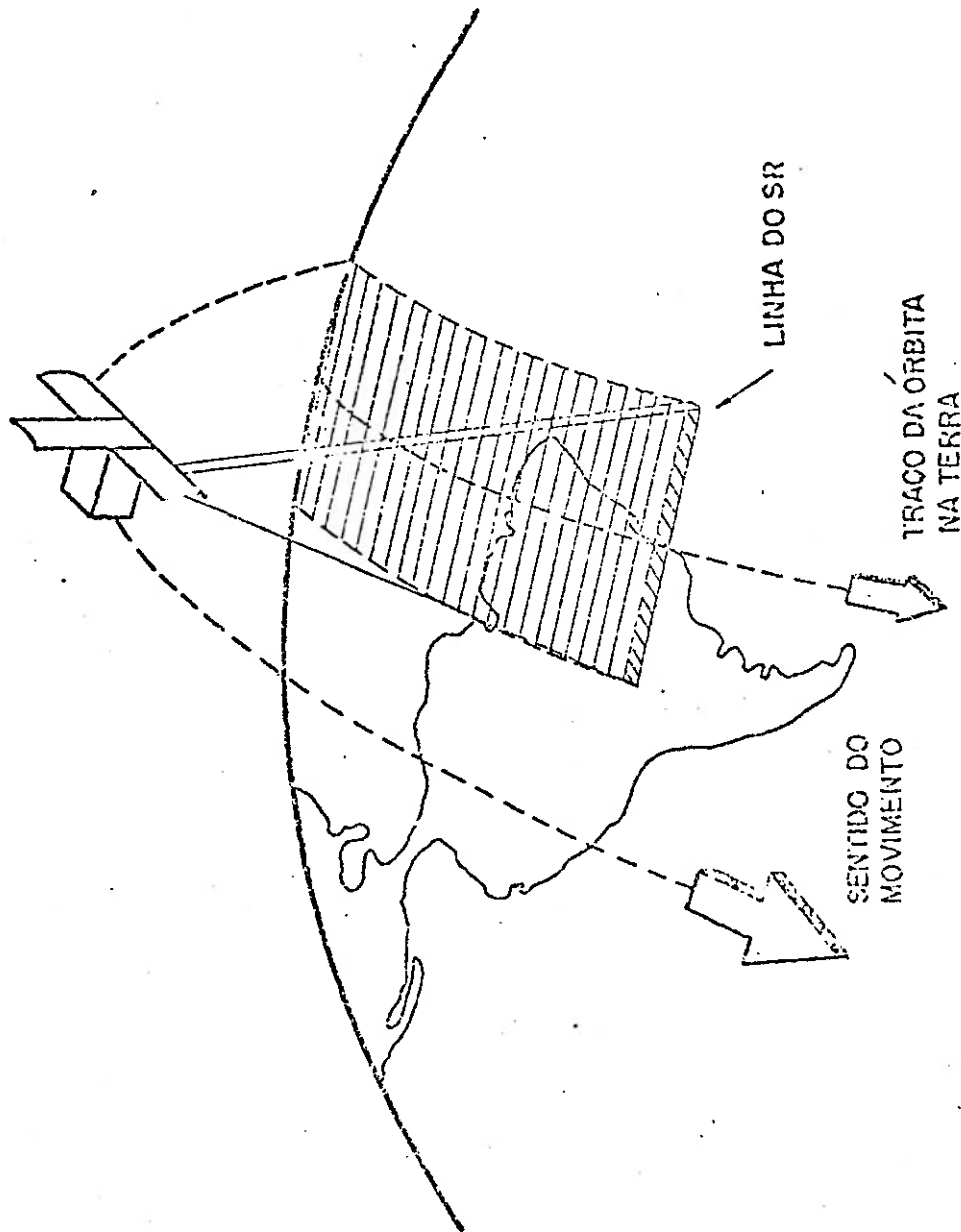 LINHA DO SR
TRAÇO DA ÓRBITA
NA TERRA
SENTIDO DO
MOVIMENTO